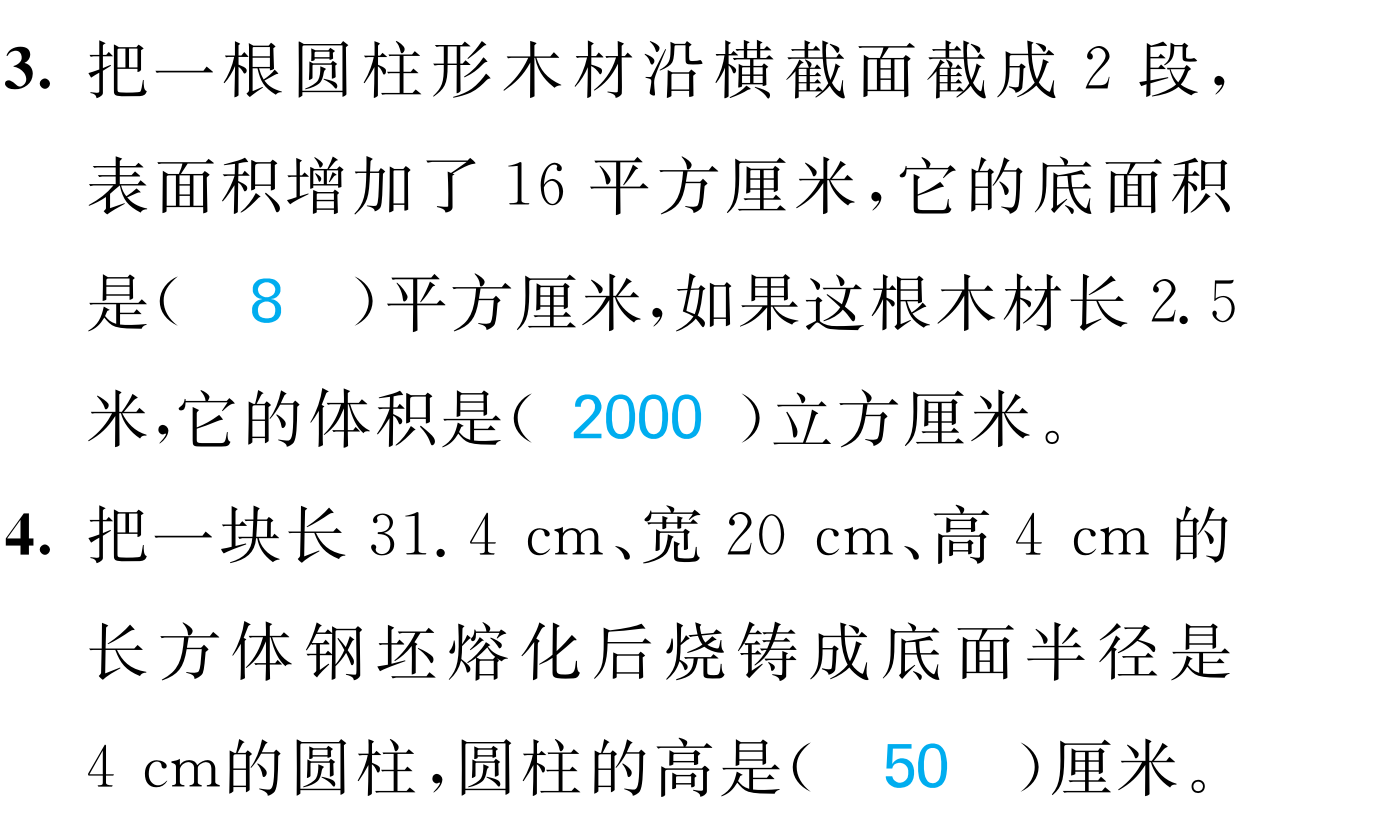 3. 把一根圆柱形木材沿横截面截成 2 段，
表面积增加了 16 平方厘米，它的底面积
是( 8 )平方厘米，如果这根木材长 2.5
米，它的体积是( 2000 )立方厘米。
4. 把一块长 31.4 cm、宽 20 cm、高 4 cm 的
长方体钢坯熔化后烧铸成底面半径是
4 cm的圆柱，圆柱的高是( 50 )厘米。